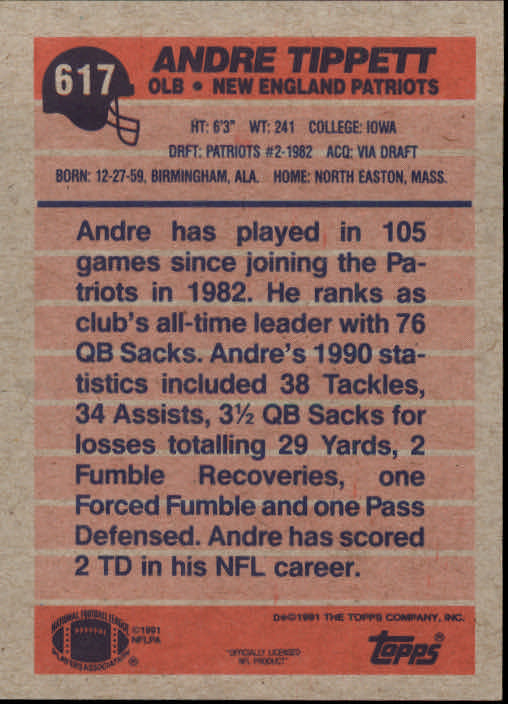 617
ANDRE TIPPETT
OLB • NEW ENGLAND PATRIOTS
HT: 6'3" WT: 241 COLLEGE: IOWA
DRFT: PATRIOTS #2-1982 ACQ: VIA DRAFT
BORN: 12-27-59, BIRMINGHAM, ALA. HOME: NORTH EASTON, MASS.
Andre has played in 105
games since joining the Pa-
triots in 1982. He ranks as
club's all-time leader with 76
QB Sacks. Andre's 1990 sta-
tistics included 38 Tackles,
34 Assists, 3½ QB Sacks for
losses totalling 29 Yards, 2
Fumble Recoveries, one
Forced Fumble and one Pass
Defensed. Andre has scored
2 TD in his NFL career.
NATIONAL FOOTBALL LEAGUE
PLAYERS ASSOCIATION
®
©1991
NFLPA
D®©1991 THE TOPPS COMPANY, INC.
"OFFICIALLY LICENSED
NFL PRODUCT"
topps®